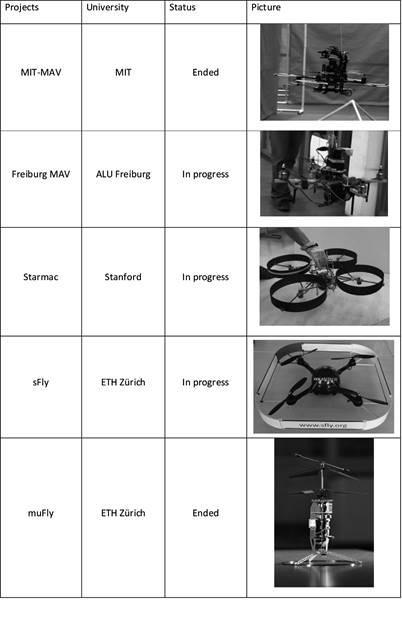 Projects University Status Picture
MIT-MAV MIT Ended
Freiburg MAV ALU Freiburg In progress
Starmac Stanford In progress
sFly ETH Zürich In progress
www.sfly.org
muFly ETH Zürich Ended